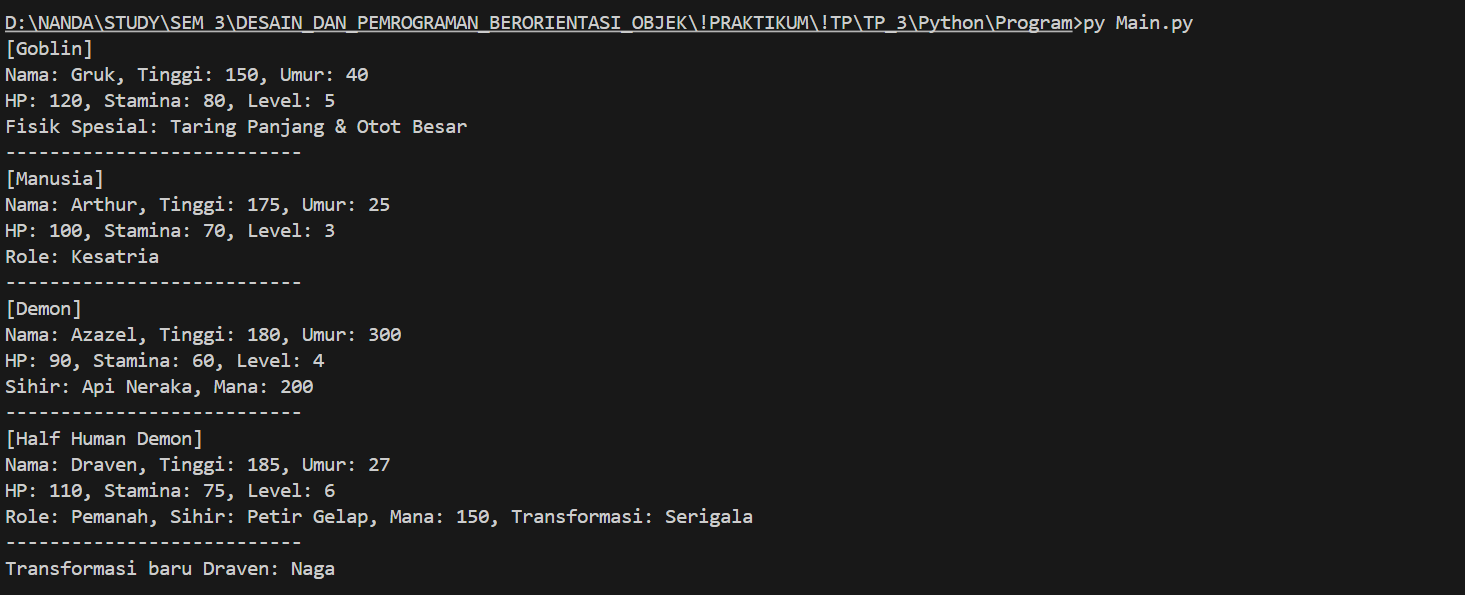 D:\NANDA\STUDY\SEM 3\DESAIN_DAN_PEMROGRAMAN_BERORIENTASI_OBJEK\!PRAKTIKUM\!TP\TP_3\Python\Program>py Main.py
[Goblin]
Nama: Gruk, Tinggi: 150, Umur: 40
HP: 120, Stamina: 80, Level: 5
Fisik Spesial: Taring Panjang & Otot Besar
---------------------------
[Manusia]
Nama: Arthur, Tinggi: 175, Umur: 25
HP: 100, Stamina: 70, Level: 3
Role: Kesatria
---------------------------
[Demon]
Nama: Azazel, Tinggi: 180, Umur: 300
HP: 90, Stamina: 60, Level: 4
Sihir: Api Neraka, Mana: 200
---------------------------
[Half Human Demon]
Nama: Draven, Tinggi: 185, Umur: 27
HP: 110, Stamina: 75, Level: 6
Role: Pemanah, Sihir: Petir Gelap, Mana: 150, Transformasi: Serigala
---------------------------
Transformasi baru Draven: Naga